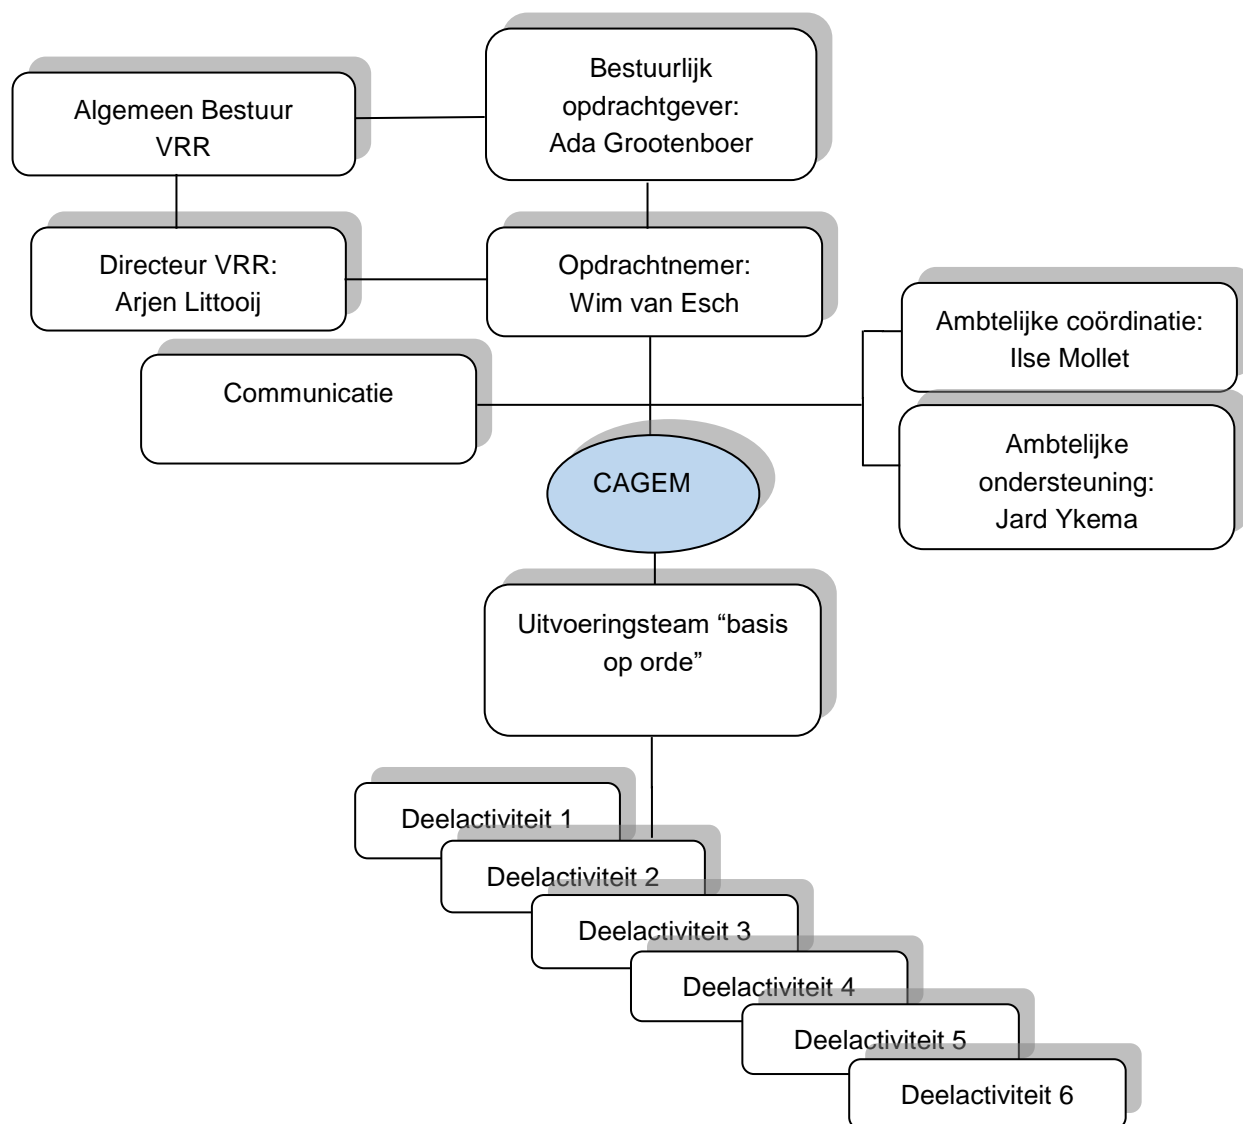 Bestuurlijk
opdrachtgever:
Ada Grootenboer
Algemeen Bestuur
VRR
Directeur VRR:
Arjen Littooij
Opdrachtnemer:
Wim van Esch
Ambtelijke coördinatie:
Ilse Mollet
Communicatie
Ambtelijke
ondersteuning:
Jard Ykema
CAGEM
Uitvoeringsteam “basis
op orde”
Deelactiviteit 1
Deelactiviteit 2
Deelactiviteit 3
Deelactiviteit 4
Deelactiviteit 5
Deelactiviteit 6